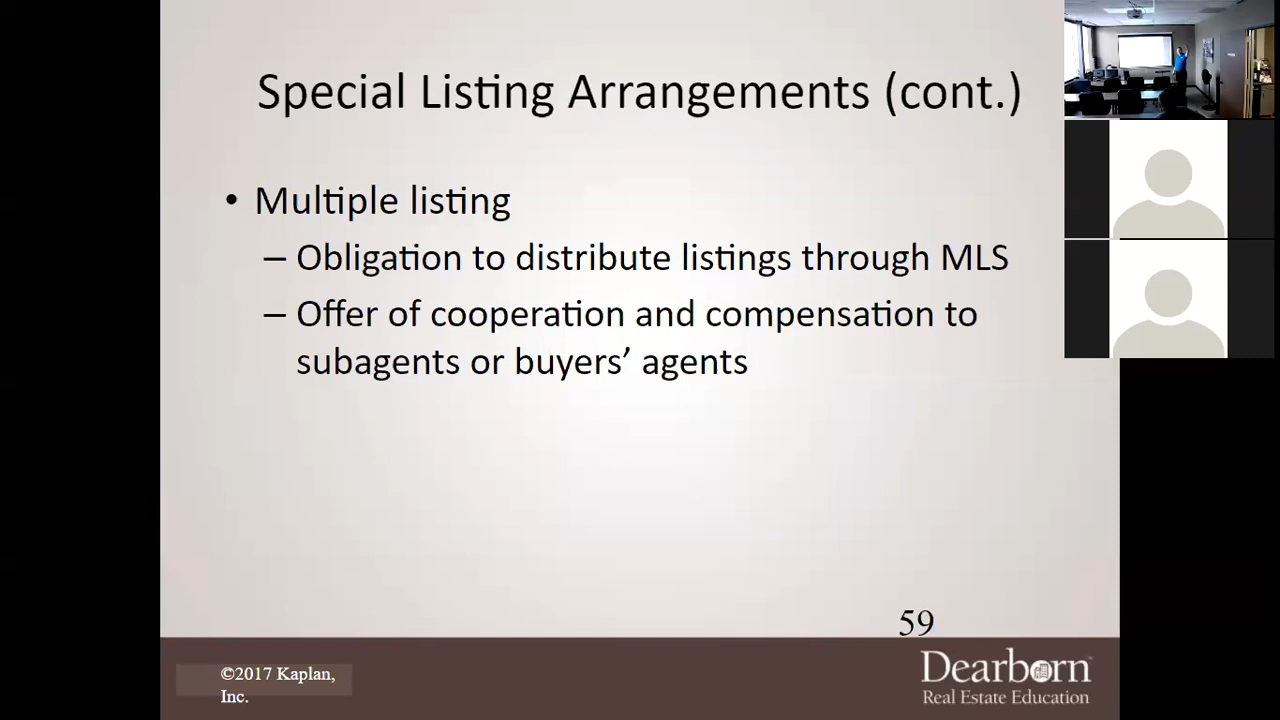 Special Listing Arrangements (cont.)
• Multiple listing
– Obligation to distribute listings through MLS
– Offer of cooperation and compensation to
subagents or buyers’ agents
59
©2017 Kaplan,
Inc.
Dearborn
Real Estate Education